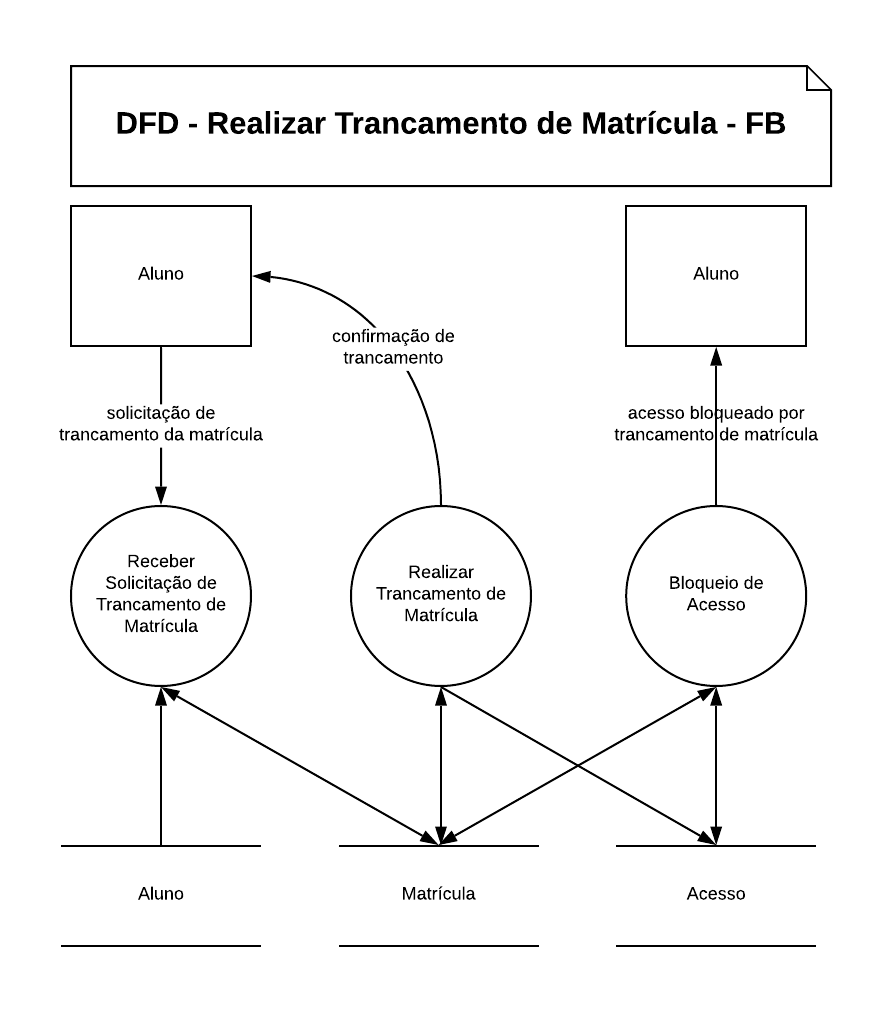 DFD - Realizar Trancamento de Matrícula - FB
Aluno
Aluno
confirmação de
trancamento
solicitação de
trancamento da matrícula
acesso bloqueado por
trancamento de matrícula
Receber
Solicitação de
Trancamento de
Matrícula
Realizar
Trancamento de
Matrícula
Bloqueio de
Acesso
Aluno
Matrícula
Acesso